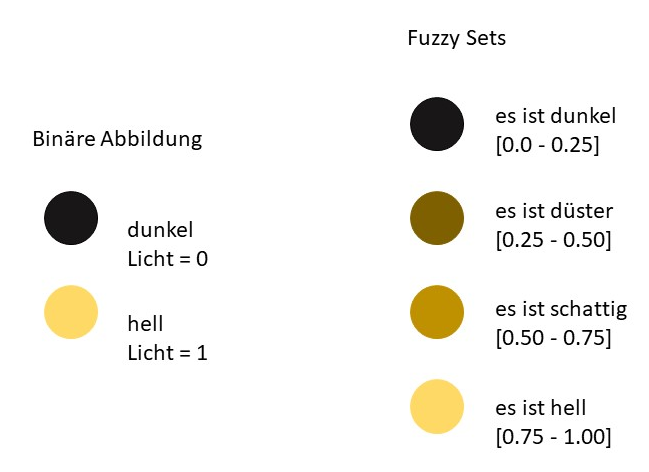 Binäre Abbildung
dunkel
Licht = 0
hell
Licht = 1
Fuzzy Sets
es ist dunkel
[0.0 - 0.25]
es ist düster
[0.25 - 0.50]
es ist schattig
[0.50 - 0.75]
es ist hell
[0.75 - 1.00]